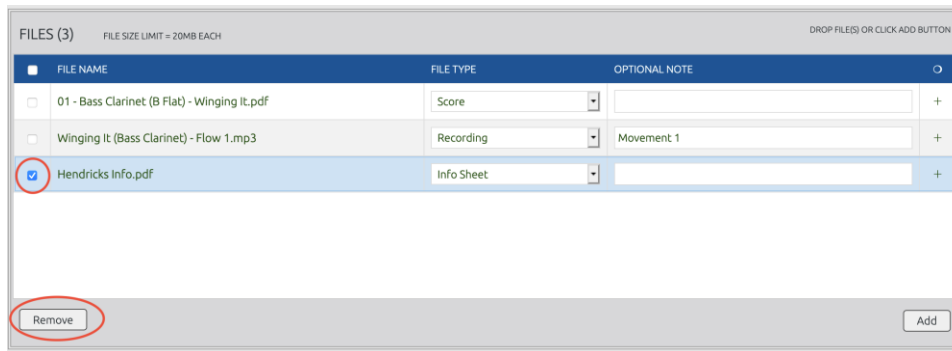 FILES (3) FILE SIZE LIMIT = 20MB EACH DROP FILE(S) OR CLICK ADD BUTTON
FILE NAME FILE TYPE OPTIONAL NOTE
01 - Bass Clarinet (B Flat) - Winging It.pdf Score +
Winging It (Bass Clarinet) - Flow 1.mp3 Recording Movement 1 +
Hendricks Info.pdf Info Sheet +
Remove Add